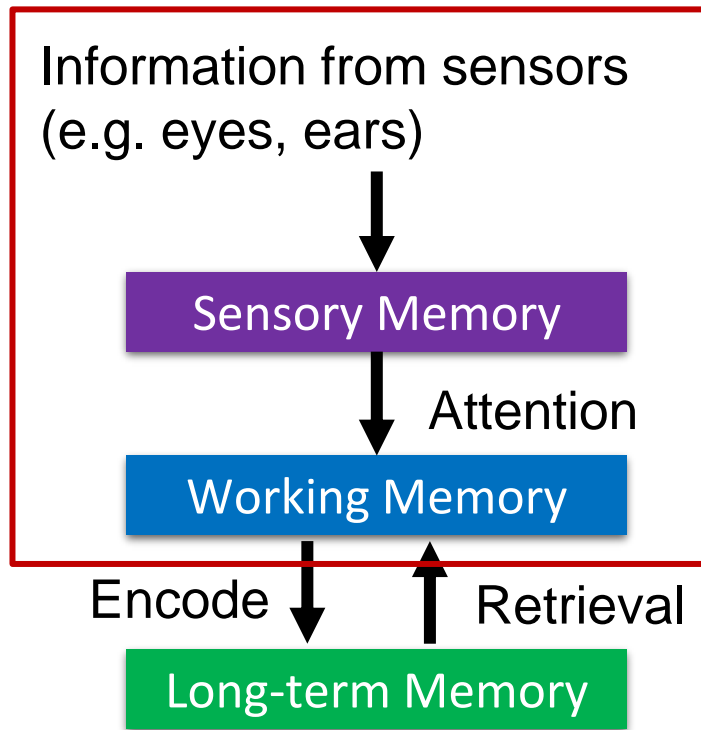 Information from sensors
(e.g. eyes, ears)
Sensory Memory
Attention
Working Memory
Encode
Retrieval
Long-term Memory